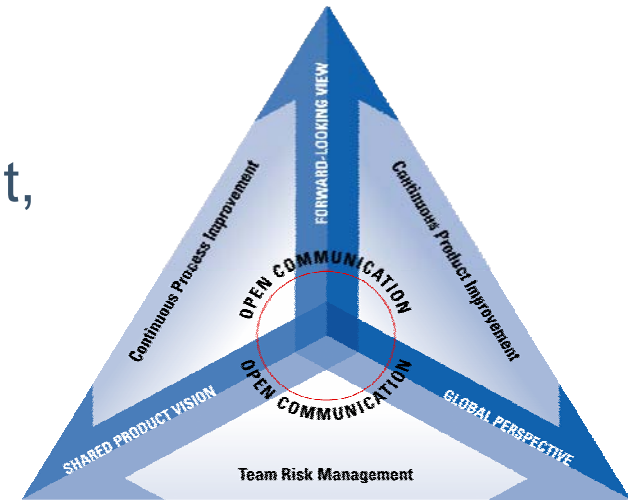 t,
FORWARD-LOOKING VIEW
Continuous Process Improvement
Continuous Product Improvement
OPEN COMMUNICATION
OPEN COMMUNICATION
SHARED PRODUCT VISION
GLOBAL PERSPECTIVE
Team Risk Management